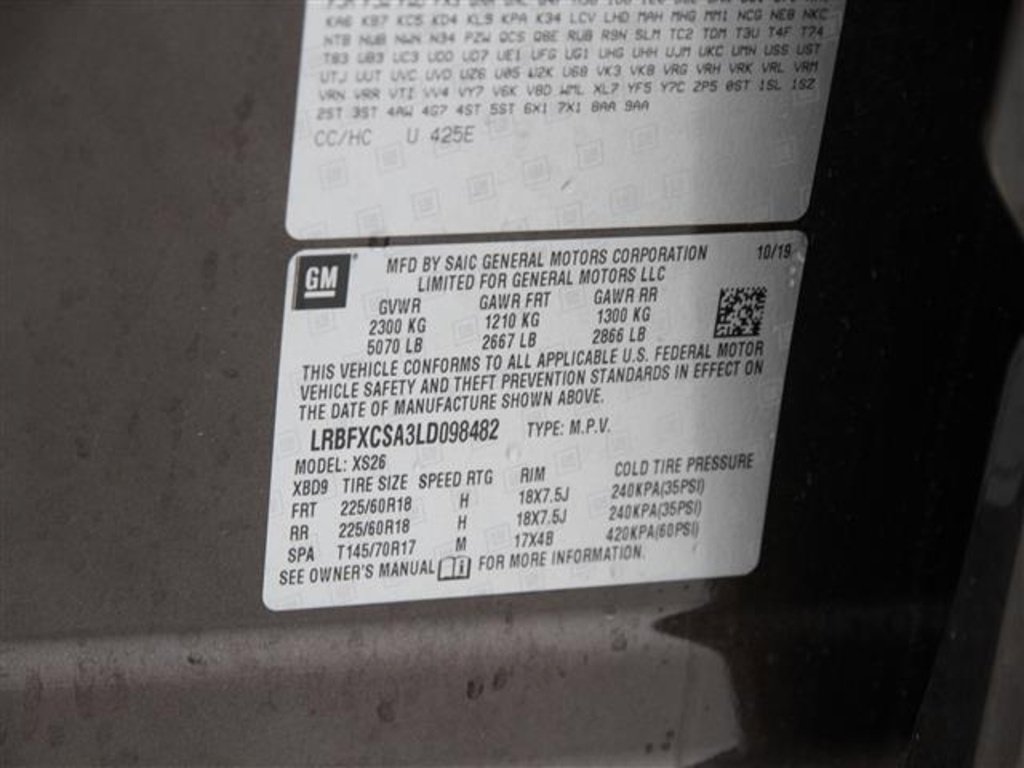 KA6 KB7 KC5 KD4 KL9 KPA K34 LCV LHD MAH MHG MM1 NCG NE8 NKC
NTB NUB NWN N34 PZW QC5 Q8E RUB R9N SLM TC2 TDM T3U T4F T74
T83 UB3 UC3 UDD UD7 UE1 UFG UG1 UHG UHH UJM UKC UMN USS UST
UTJ UUT UVC UVD UZ6 U05 U2K U68 VK3 VK8 VRG VRH VRK VRL VRM
VRN VRR VTI VV4 VY7 V6K V8D WML XL7 YF5 Y7C 2P5 0ST 1SL 1SZ
2ST 3ST 4AW 4G7 4ST 5ST 6X1 7X1 8AA 9AA
CC/HC U 425E
GM
MFD BY SAIC GENERAL MOTORS CORPORATION 10/19
LIMITED FOR GENERAL MOTORS LLC
GVWR GAWR FRT GAWR RR
2300 KG 1210 KG 1300 KG
5070 LB 2667 LB 2866 LB
THIS VEHICLE CONFORMS TO ALL APPLICABLE U.S. FEDERAL MOTOR
VEHICLE SAFETY AND THEFT PREVENTION STANDARDS IN EFFECT ON
THE DATE OF MANUFACTURE SHOWN ABOVE.
LRBFXCSA3LD098482 TYPE: M.P.V.
MODEL: XS26
XBD9 TIRE SIZE SPEED RTG RIM COLD TIRE PRESSURE
FRT 225/60R18 H 18X7.5J 240KPA(35PSI)
RR 225/60R18 H 18X7.5J 240KPA(35PSI)
SPA T145/70R17 M 17X4B 420KPA(60PSI)
SEE OWNER'S MANUAL FOR MORE INFORMATION.